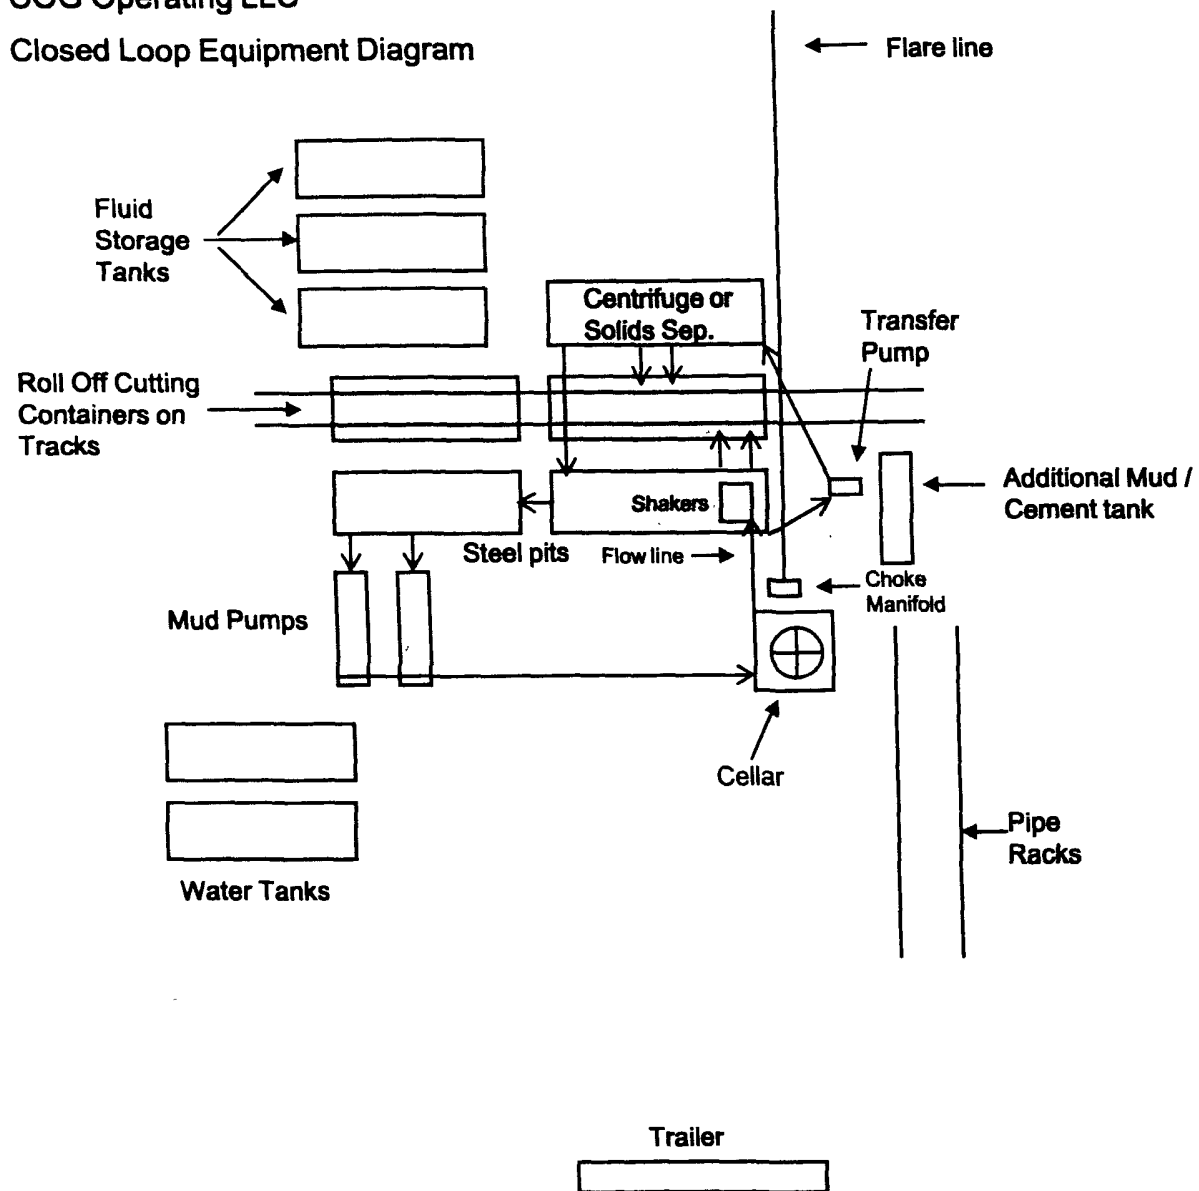 Operating LLC
Closed Loop Equipment Diagram
Flare line
Fluid
Storage
Tanks
Centrifuge or
Solids Sep.
Transfer
Pump
Roll Off Cutting
Containers on
Tracks
Additional Mud /
Cement tank
Shakers
Steel pits
Flow line
Choke
Manifold
Mud Pumps
Cellar
Pipe
Racks
Water Tanks
Trailer